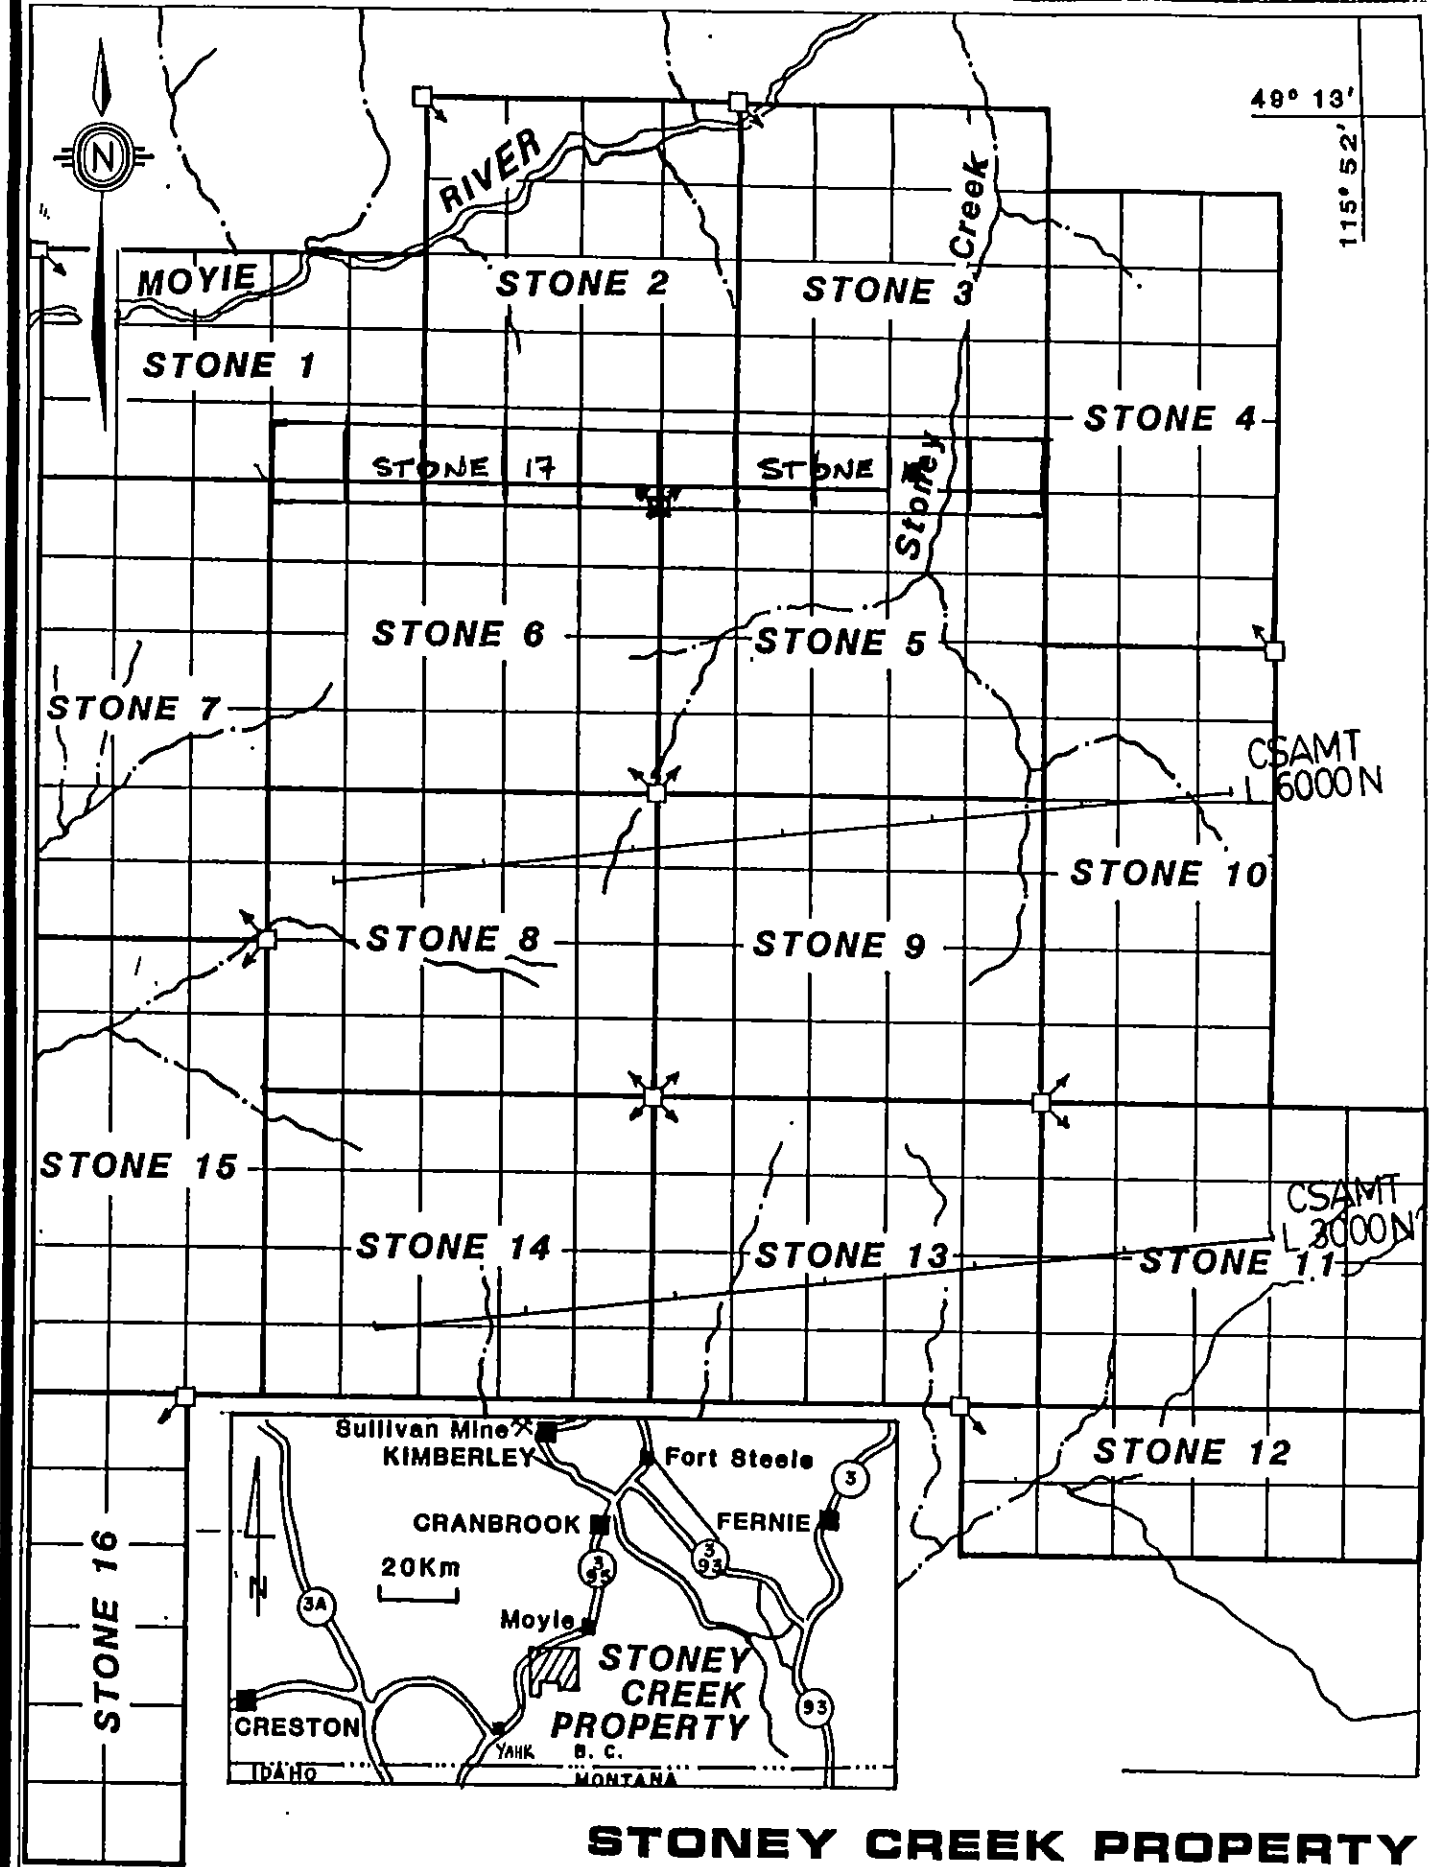 N
49° 13'
115° 52'
MOYIE RIVER
Stoney Creek
STONE 2
STONE 3
STONE 1
STONE 4
STONE 17
STONE
STONE 6
STONE 5
STONE 7
CSAMT
L 6000 N
STONE 10
STONE 8
STONE 9
STONE 15
CSAMT
L 3000 N
STONE 14
STONE 13
STONE 11
STONE 12
STONE 16
Sullivan Mine
KIMBERLEY
Fort Steele
3
CRANBROOK
FERNIE
20Km
3
95
3
93
N
3A
Moyie
STONEY
CREEK
PROPERTY
93
CRESTON
YAHK
B. C.
IDAHO
MONTANA
STONEY CREEK PROPERTY